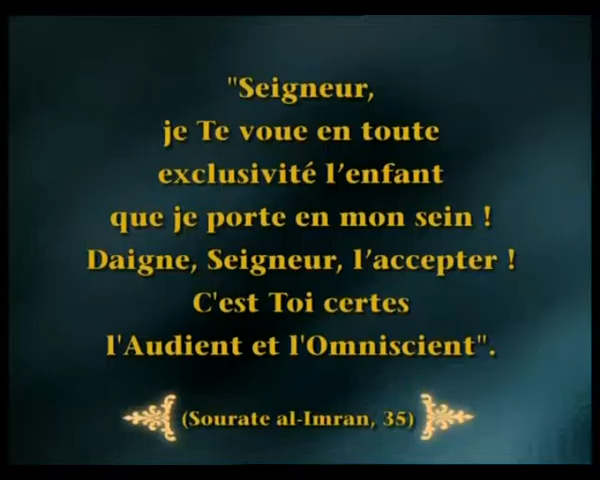 "Seigneur,
je Te voue en toute
exclusivité l’enfant
que je porte en mon sein !
Daigne, Seigneur, l’accepter !
C'est Toi certes
l'Audient et l'Omniscient".
(Sourate al-Imran, 35)